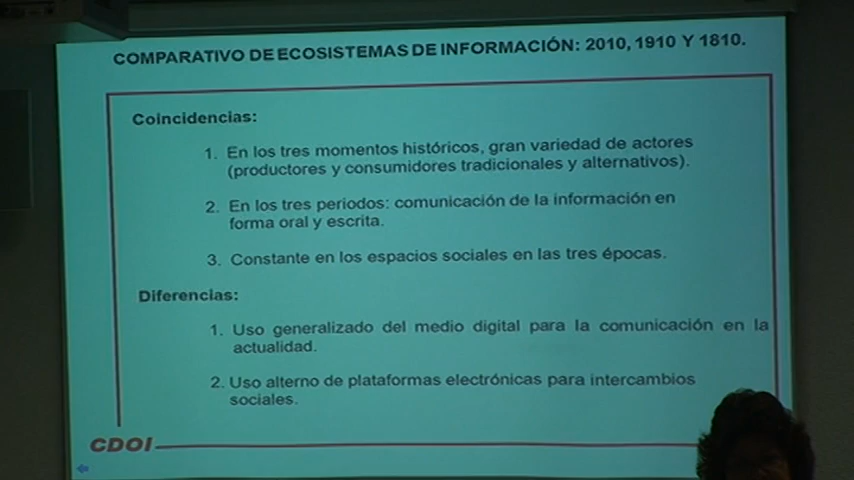 COMPARATIVO DE ECOSISTEMAS DE INFORMACIÓN: 2010, 1910 Y 1810.
Coincidencias:
1. En los tres momentos históricos, gran variedad de actores
(productores y consumidores tradicionales y alternativos).
2. En los tres periodos: comunicación de la información en
forma oral y escrita.
3. Constante en los espacios sociales en las tres épocas.
Diferencias:
1. Uso generalizado del medio digital para la comunicación en la
actualidad.
2. Uso alterno de plataformas electrónicas para intercambios
sociales.
CDOI